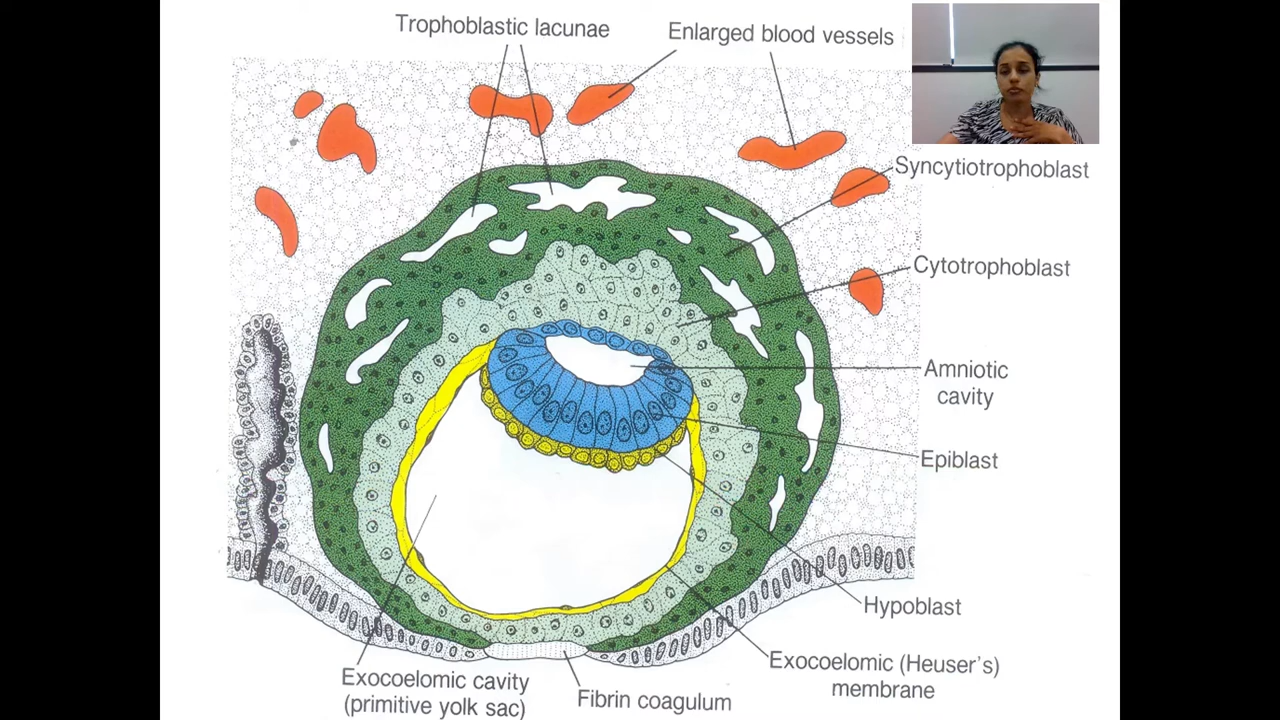 Trophoblastic lacunae
Enlarged blood vessels
Syncytiotrophoblast
Cytotrophoblast
Amniotic
cavity
Epiblast
Hypoblast
Exocoelomic (Heuser's)
membrane
Fibrin coagulum
Exocoelomic cavity
(primitive yolk sac)